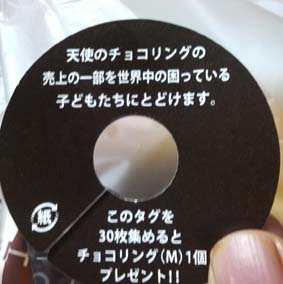 天使のチョコリングの
売上の一部を世界中の困っている
子どもたちにとどけます。
紙
このタグを
30枚集めると
チョコリング(M)1個
プレゼント!!